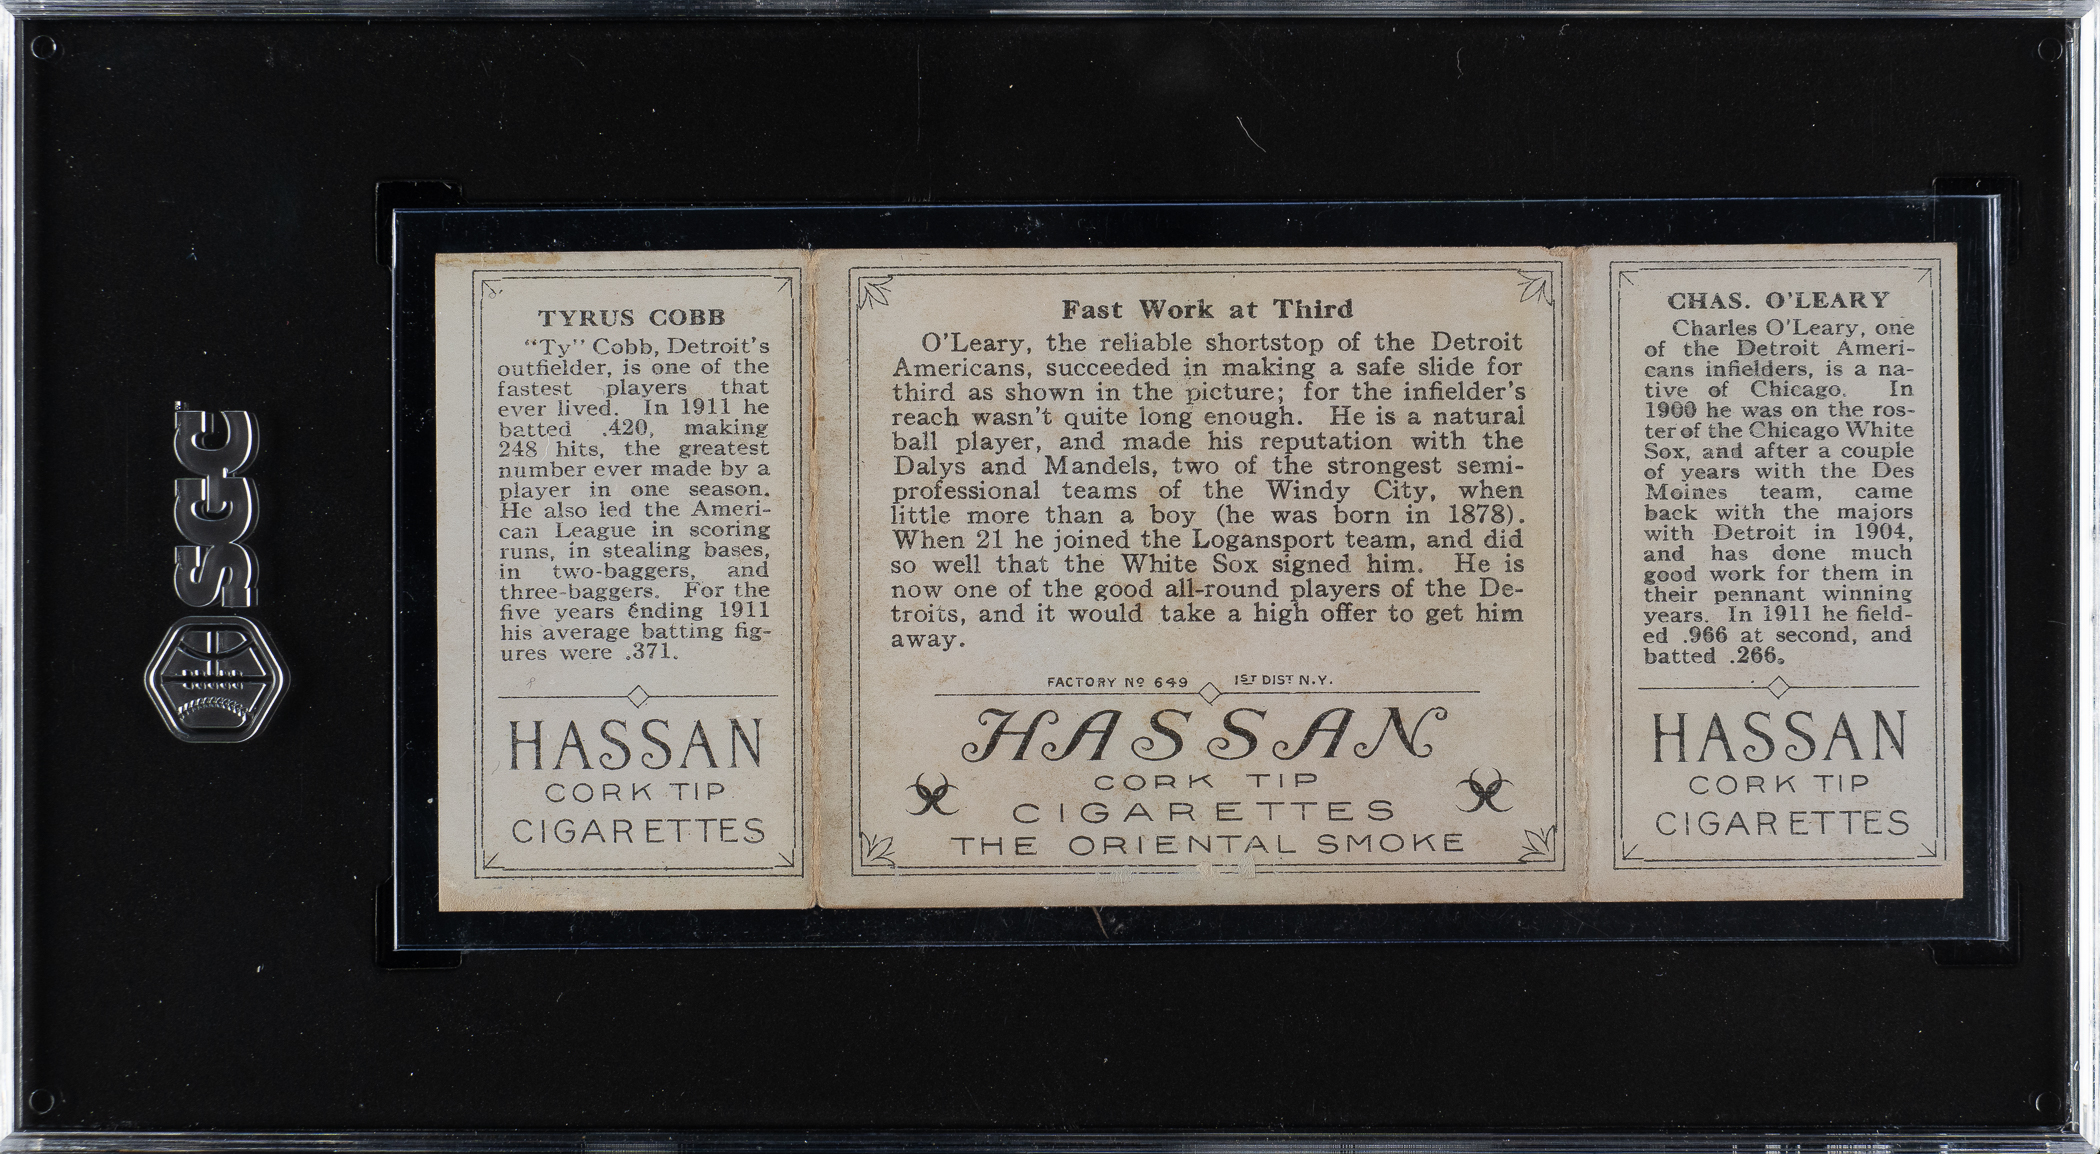 SGC
TYRUS COBB
"Ty" Cobb, Detroit's
outfielder, is one of the
fastest players that
ever lived. In 1911 he
batted .420, making
248 hits, the greatest
number ever made by a
player in one season.
He also led the Ameri-
can League in scoring
runs, in stealing bases,
in two-baggers, and
three-baggers. For the
five years ending 1911
his average batting fig-
ures were .371.
HASSAN
CORK TIP
CIGARETTES
Fast Work at Third
O'Leary, the reliable shortstop of the Detroit
Americans, succeeded in making a safe slide for
third as shown in the picture; for the infielder's
reach wasn't quite long enough. He is a natural
ball player, and made his reputation with the
Dalys and Mandels, two of the strongest semi-
professional teams of the Windy City, when
little more than a boy (he was born in 1878).
When 21 he joined the Logansport team, and did
so well that the White Sox signed him. He is
now one of the good all-round players of the De-
troits, and it would take a high offer to get him
away.
FACTORY No 649 1ST DIST N.Y.
HASSAN
CORK TIP
CIGARETTES
THE ORIENTAL SMOKE
CHAS. O'LEARY
Charles O'Leary, one
of the Detroit Ameri-
cans infielders, is a na-
tive of Chicago. In
1900 he was on the ros-
ter of the Chicago White
Sox, and after a couple
of years with the Des
Moines team, came
back with the majors
with Detroit in 1904,
and has done much
good work for them in
their pennant winning
years. In 1911 he field-
ed .966 at second, and
batted .266.
HASSAN
CORK TIP
CIGARETTES